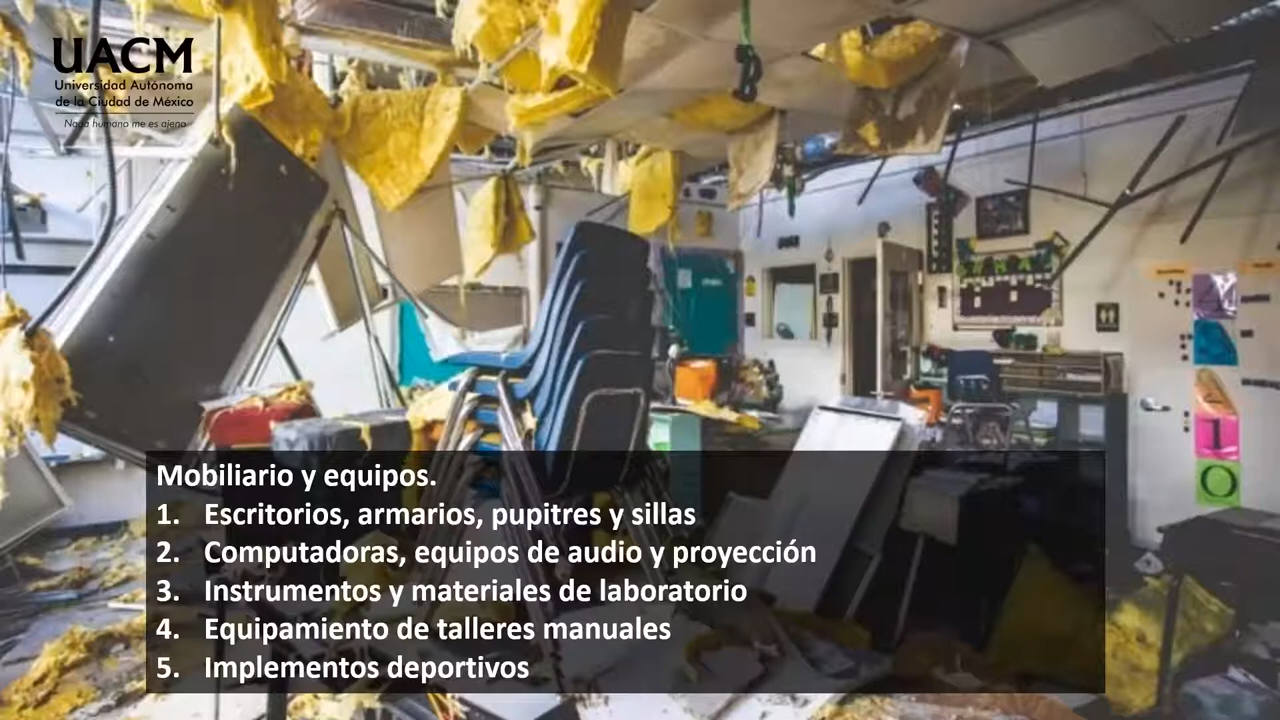 UACM
Universidad Autónoma
de la Ciudad de México
Nada humano me es ajeno
Mobiliario y equipos.
1. Escritorios, armarios, pupitres y sillas
2. Computadoras, equipos de audio y proyección
3. Instrumentos y materiales de laboratorio
4. Equipamiento de talleres manuales
5. Implementos deportivos
1
O